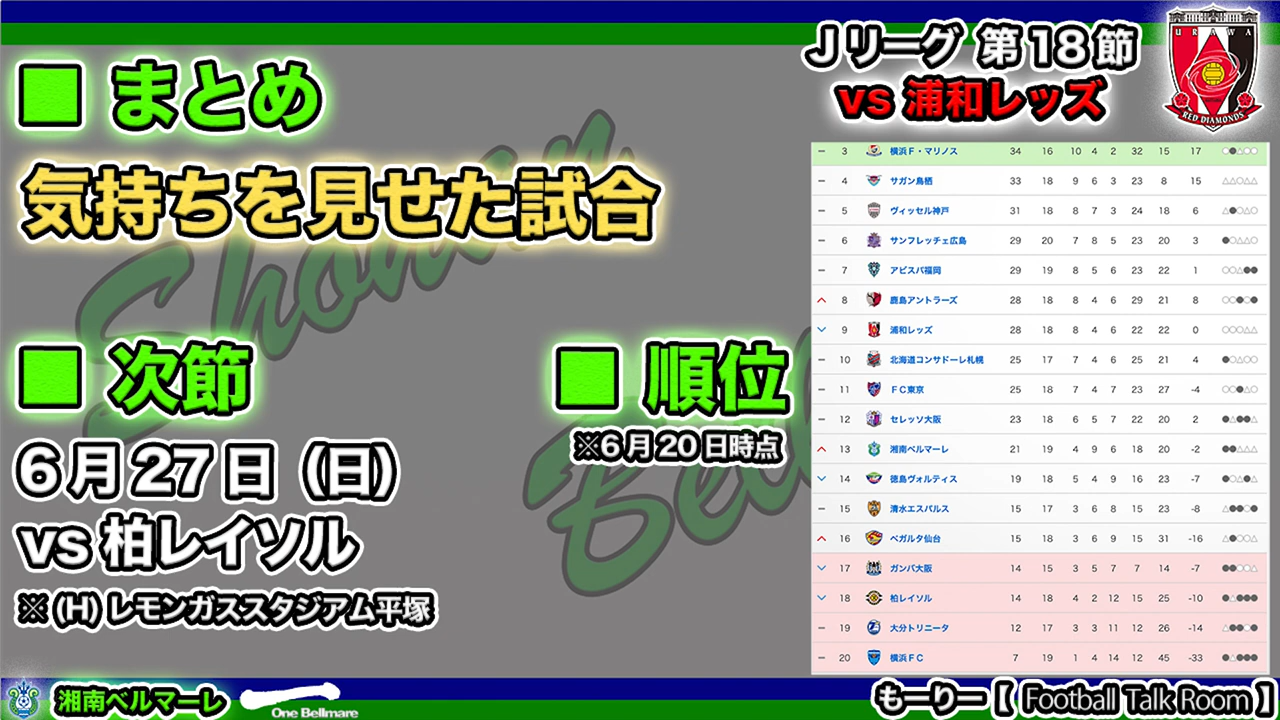 ■ まとめ
気持ちを見せた試合
■ 次節
6月27日（日）
vs 柏レイソル
※(H)レモンガススタジアム平塚
■ 順位
※6月20日時点
Shonan
Bell
Jリーグ 第18節
vs 浦和レッズ
URAWA
RED DIAMONDS
− 3 横浜F・マリノス 34 16 10 4 2 32 15 17 ○●△○○
− 4 サガン鳥栖 33 18 9 6 3 23 8 15 △△○△△
− 5 ヴィッセル神戸 31 18 8 7 3 24 18 6 △●○△○
− 6 サンフレッチェ広島 29 20 7 8 5 23 20 3 ●○△△○
− 7 アビスパ福岡 29 19 8 5 6 23 22 1 ○○△●●
8 鹿島アントラーズ 28 18 8 4 6 29 21 8 ○○●○●
9 浦和レッズ 28 18 8 4 6 22 22 0 ○○○△△
− 10 北海道コンサドーレ札幌 25 17 7 4 6 25 21 4 ●○△○○
− 11 FC東京 25 18 7 4 7 23 27 -4 ○○●△○
− 12 セレッソ大阪 23 18 6 5 7 22 20 2 ●△●●△
13 湘南ベルマーレ 21 19 4 9 6 18 20 -2 ●●△△△
14 徳島ヴォルティス 19 18 5 4 9 16 23 -7 ●○△●△
− 15 清水エスパルス 15 17 3 6 8 15 23 -8 △●●○●
16 ベガルタ仙台 15 18 3 6 9 15 31 -16 △●○○△
17 ガンバ大阪 14 15 3 5 7 7 14 -7 ●●○○△
18 柏レイソル 14 18 4 2 12 15 25 -10 ●△●●●
− 19 大分トリニータ 12 17 3 3 11 12 26 -14 △●●○●
− 20 横浜FC 7 19 1 4 14 12 45 -33 ●△●●●
湘南ベルマーレ
One Bellmare
もーりー【 Football Talk Room 】